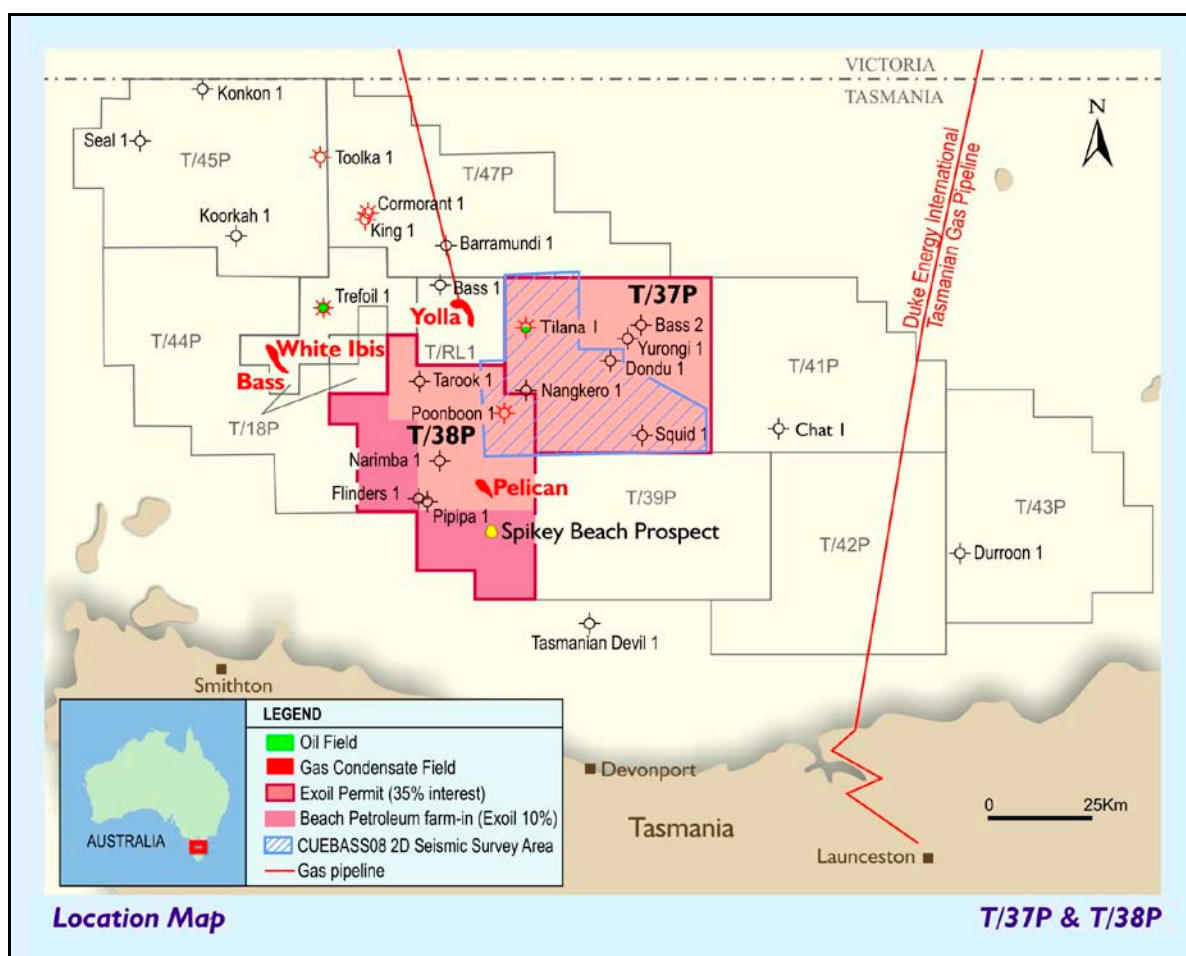 VICTORIA
TASMANIA
N
Konkon 1
Seal 1
T/45P
Toolka 1
T/47P
Duke Energy International
Tasmanian Gas Pipeline
Cormorant 1
King 1
Koorkah 1
Barramundi 1
Bass 1
Trefoil 1
Yolla
T/37P
Tilana 1
Bass 2
Yurongi 1
Dondu 1
T/44P
White Ibis
Bass
T/RL1
T/41P
Tarook 1
Nangkero 1
Poonboon 1
T/18P
T/38P
Squid 1
Chat 1
Narimba 1
Flinders 1
Pelican
Pipipa 1
T/39P
T/43P
Spikey Beach Prospect
T/42P
Durroon 1
Tasmanian Devil 1
Smithton
LEGEND
Oil Field
Gas Condensate Field
Exoil Permit (35% interest)
Beach Petroleum farm-in (Exoil 10%)
CUEBASS08 2D Seismic Survey Area
Gas pipeline
AUSTRALIA
Devonport
Tasmania
0 25Km
Launceston
Location Map
T/37P & T/38P